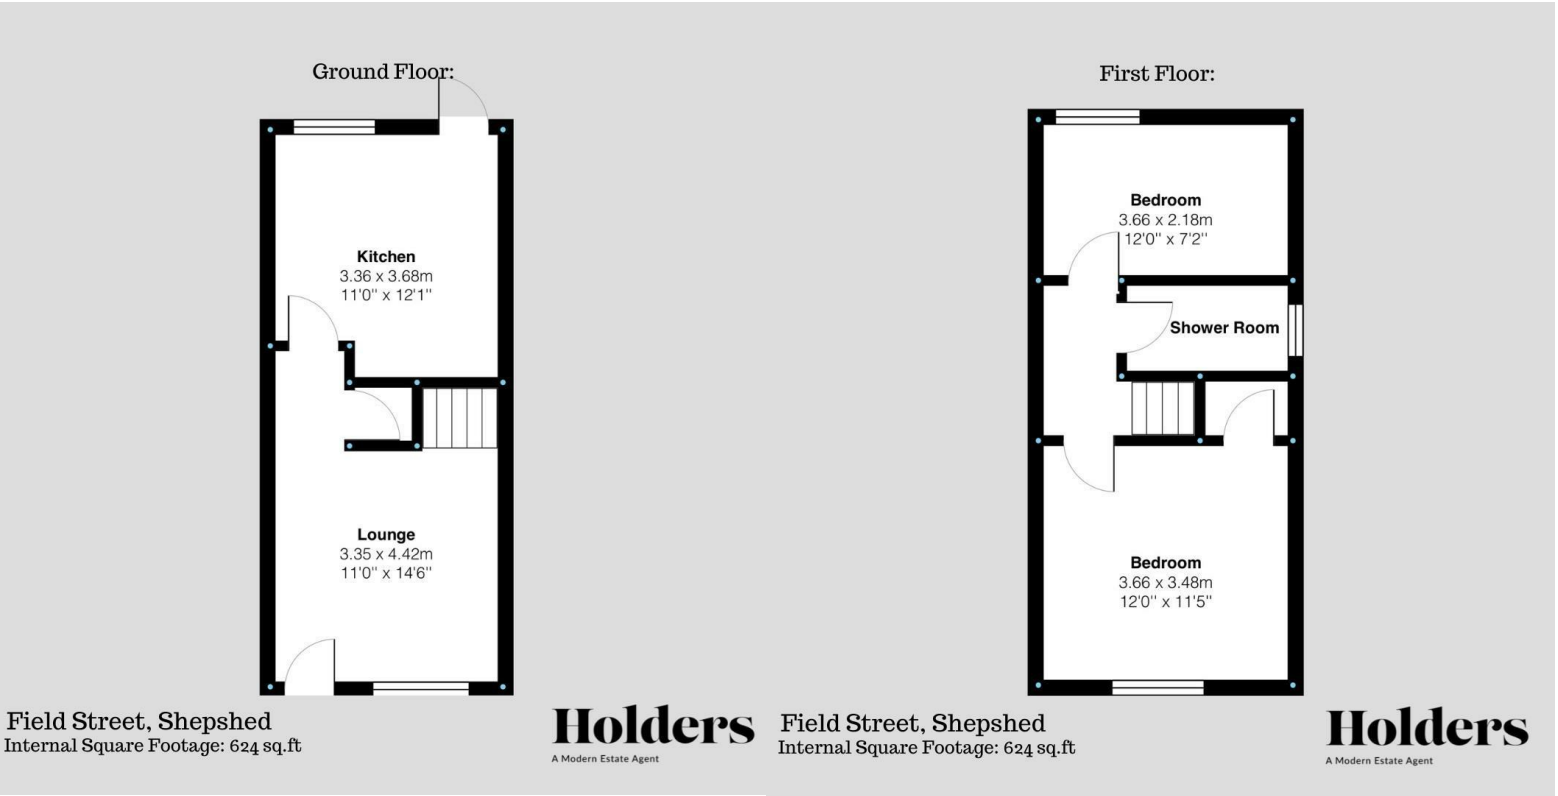 Ground Floor:
Kitchen
3.36 x 3.68m
11'0" x 12'1"
Lounge
3.35 x 4.42m
11'0" x 14'6"
Field Street, Shepshed
Internal Square Footage: 624 sq.ft
Holders
A Modern Estate Agent
First Floor:
Bedroom
3.66 x 2.18m
12'0" x 7'2"
Shower Room
Bedroom
3.66 x 3.48m
12'0" x 11'5"
Field Street, Shepshed
Internal Square Footage: 624 sq.ft
Holders
A Modern Estate Agent